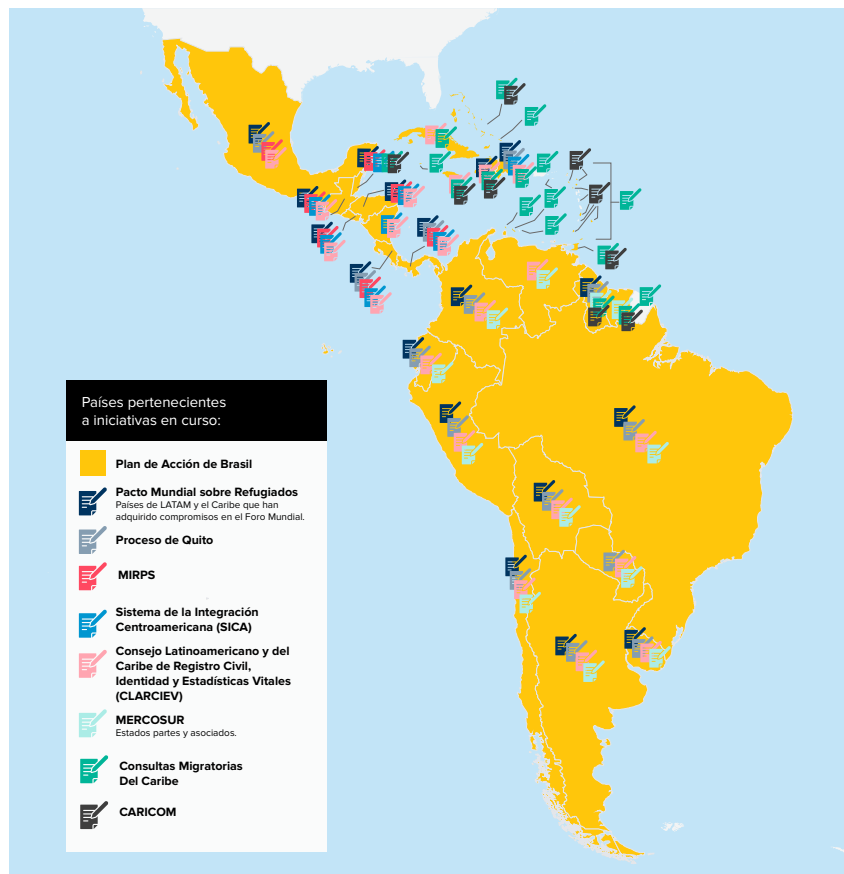 Países pertenecientes
a iniciativas en curso:
Plan de Acción de Brasil
Pacto Mundial sobre Refugiados
Países de LATAM y el Caribe que han
adquirido compromisos en el Foro Mundial.
Proceso de Quito
MIRPS
Sistema de la Integración
Centroamericana (SICA)
Consejo Latinoamericano y del
Caribe de Registro Civil,
Identidad y Estadísticas Vitales
(CLARCIEV)
MERCOSUR
Estados partes y asociados.
Consultas Migratorias
Del Caribe
CARICOM